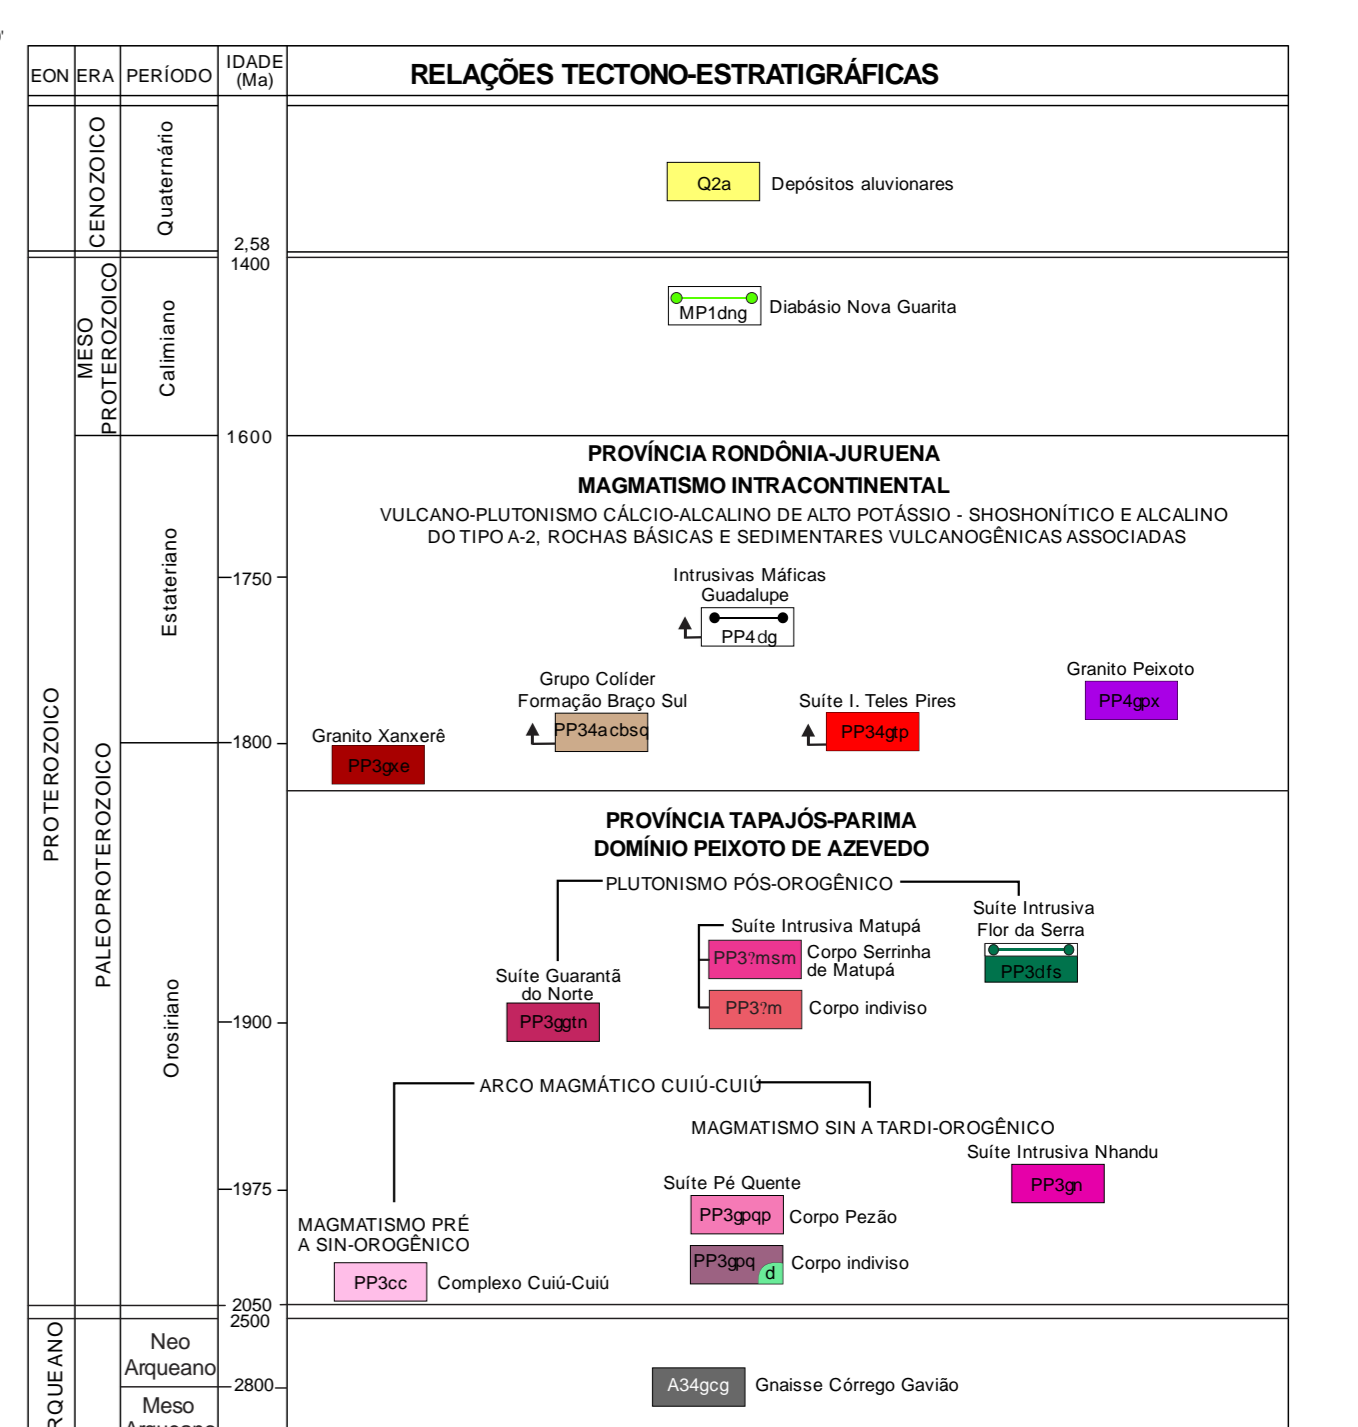 EON ERA PERÍODO IDADE (Ma) RELAÇÕES TECTONO-ESTRATIGRÁFICAS
CENOZOICO
Quaternário
Q2a Depósitos aluvionares
2,58
1400
MESO
PROTEROZOICO
Calimiano
MP1dng Diabásio Nova Guarita
1600
PROVÍNCIA RONDÔNIA-JURUENA
MAGMATISMO INTRACONTINENTAL
VULCANO-PLUTONISMO CÁLCIO-ALCALINO DE ALTO POTÁSSIO - SHOSHONÍTICO E ALCALINO
DO TIPO A-2, ROCHAS BÁSICAS E SEDIMENTARES VULCANOGÊNICAS ASSOCIADAS
Estateriano
1750
Intrusivas Máficas
Guadalupe
PP4dg
Granito Peixoto
PP4gpx
Grupo Colíder
Formação Braço Sul
PP34acbsq
Suíte I. Teles Pires
PP34gtp
Granito Xanxerê
PP3gxe
1800
PROTEROZOICO
PALEOPROTEROZOICO
PROVÍNCIA TAPAJÓS-PARIMA
DOMÍNIO PEIXOTO DE AZEVEDO
PLUTONISMO PÓS-OROGÊNICO
Suíte Intrusiva
Flor da Serra
PP3dfs
Suíte Intrusiva Matupá
PP3?msm Corpo Serrinha
de Matupá
PP3?m Corpo indiviso
Suíte Guarantã
do Norte
PP3ggtn
Orosiriano
1900
ARCO MAGMÁTICO CUIÚ-CUIÚ
MAGMATISMO SIN A TARDI-OROGÊNICO
Suíte Intrusiva Nhandu
PP3gn
Suíte Pé Quente
1975
PP3gpqp Corpo Pezão
MAGMATISMO PRÉ
A SIN-OROGÊNICO
PP3gpq d Corpo indiviso
PP3cc Complexo Cuiú-Cuiú
2050
2500
Neo
Arqueano
2800
A34gcg Gnaisse Córrego Gavião
Meso